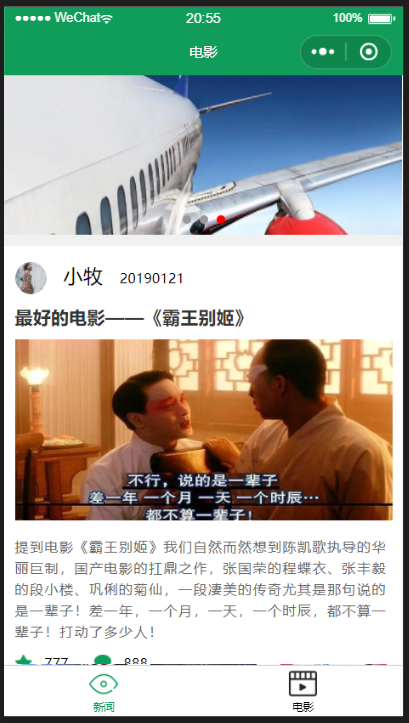 WeChat 20:55 100%
电影
小牧 20190121
最好的电影——《霸王别姬》
不行，说的是一辈子
差一年 一个月 一天 一个时辰…
都不算一辈子!
提到电影《霸王别姬》我们自然而然想到陈凯歌执导的华
丽巨制，国产电影的扛鼎之作，张国荣的程蝶衣、张丰毅
的段小楼、巩俐的菊仙，一段凄美的传奇尤其是那句说的
是一辈子！差一年，一个月，一天，一个时辰，都不算一
辈子！打动了多少人！
777 888
新闻 电影